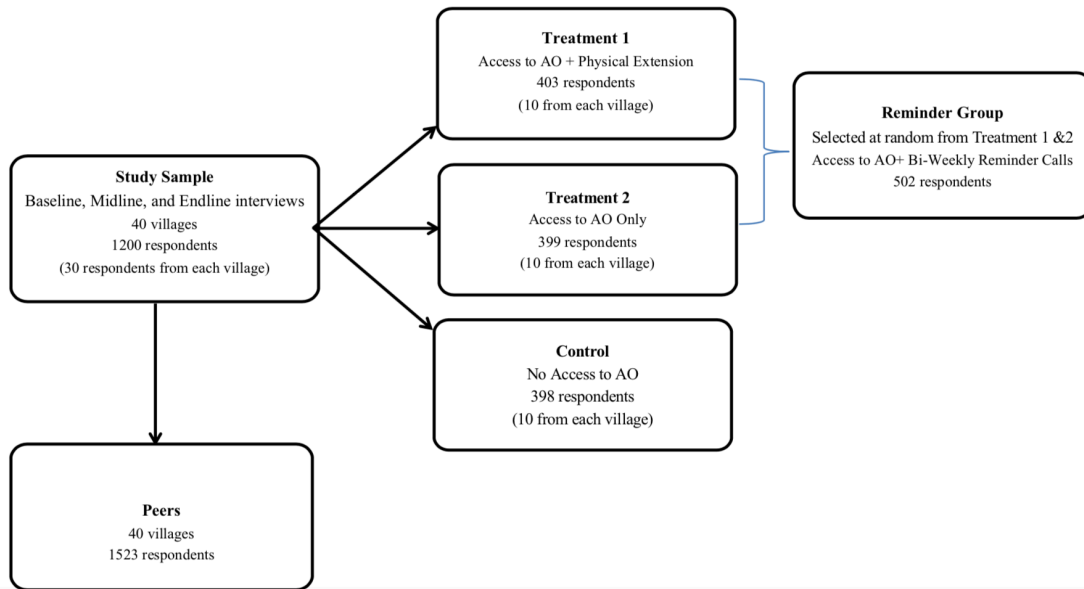 Treatment 1
Access to AO + Physical Extension
403 respondents
(10 from each village)
Reminder Group
Selected at random from Treatment 1 &2
Access to AO+ Bi-Weekly Reminder Calls
502 respondents
Study Sample
Baseline, Midline, and Endline interviews
40 villages
1200 respondents
(30 respondents from each village)
Treatment 2
Access to AO Only
399 respondents
(10 from each village)
Control
No Access to AO
398 respondents
(10 from each village)
Peers
40 villages
1523 respondents